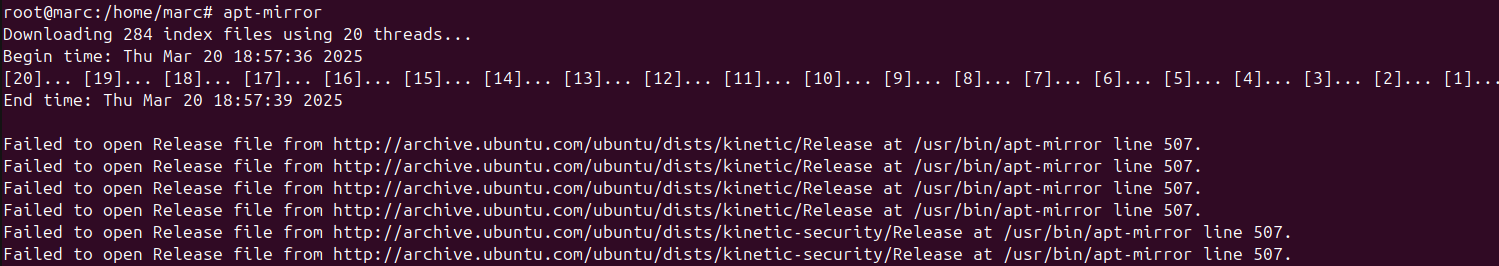 root@marc:/home/marc# apt-mirror
Downloading 284 index files using 20 threads...
Begin time: Thu Mar 20 18:57:36 2025
[20]... [19]... [18]... [17]... [16]... [15]... [14]... [13]... [12]... [11]... [10]... [9]... [8]... [7]... [6]... [5]... [4]... [3]... [2]... [1]...
End time: Thu Mar 20 18:57:39 2025
Failed to open Release file from http://archive.ubuntu.com/ubuntu/dists/kinetic/Release at /usr/bin/apt-mirror line 507.
Failed to open Release file from http://archive.ubuntu.com/ubuntu/dists/kinetic/Release at /usr/bin/apt-mirror line 507.
Failed to open Release file from http://archive.ubuntu.com/ubuntu/dists/kinetic/Release at /usr/bin/apt-mirror line 507.
Failed to open Release file from http://archive.ubuntu.com/ubuntu/dists/kinetic/Release at /usr/bin/apt-mirror line 507.
Failed to open Release file from http://archive.ubuntu.com/ubuntu/dists/kinetic-security/Release at /usr/bin/apt-mirror line 507.
Failed to open Release file from http://archive.ubuntu.com/ubuntu/dists/kinetic-security/Release at /usr/bin/apt-mirror line 507.